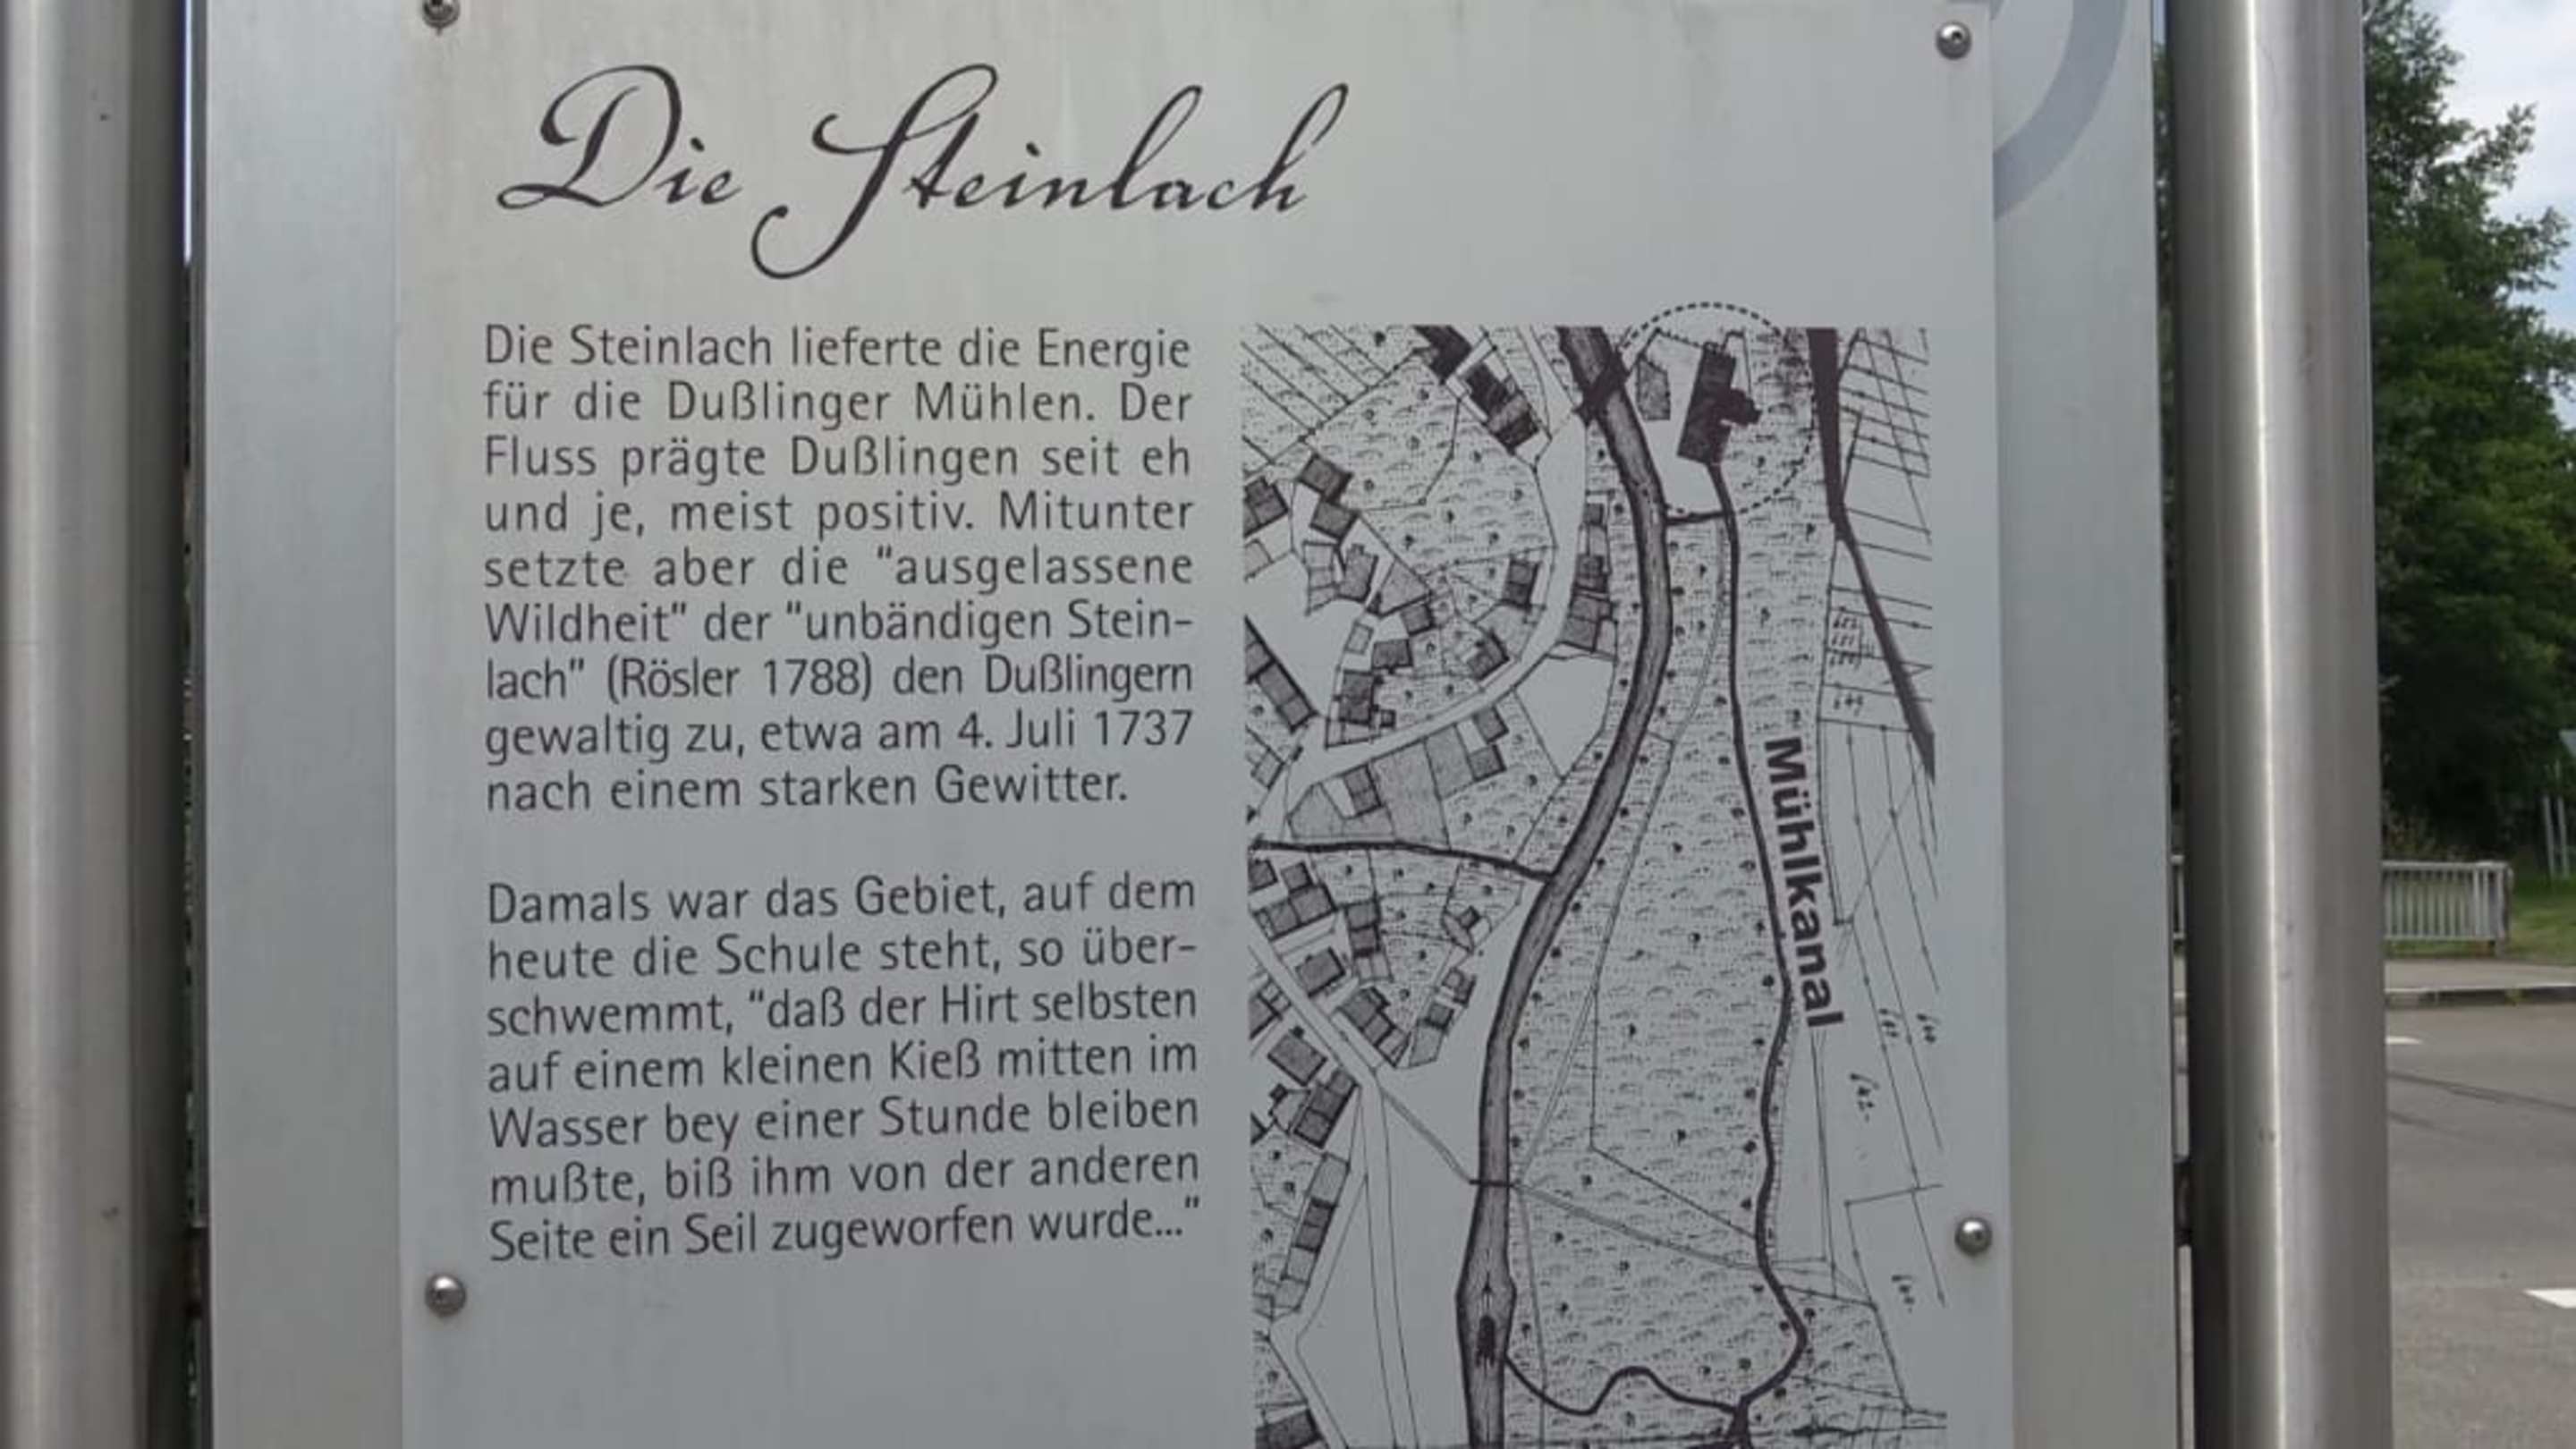 Die Steinlach
Die Steinlach lieferte die Energie
für die Dußlinger Mühlen. Der
Fluss prägte Dußlingen seit eh
und je, meist positiv. Mitunter
setzte aber die "ausgelassene
Wildheit" der "unbändigen Stein-
lach" (Rösler 1788) den Dußlingern
gewaltig zu, etwa am 4. Juli 1737
nach einem starken Gewitter.
Damals war das Gebiet, auf dem
heute die Schule steht, so über-
schwemmt, "daß der Hirt selbsten
auf einem kleinen Kieß mitten im
Wasser bey einer Stunde bleiben
mußte, biß ihm von der anderen
Seite ein Seil zugeworfen wurde..."
Mühlkanal